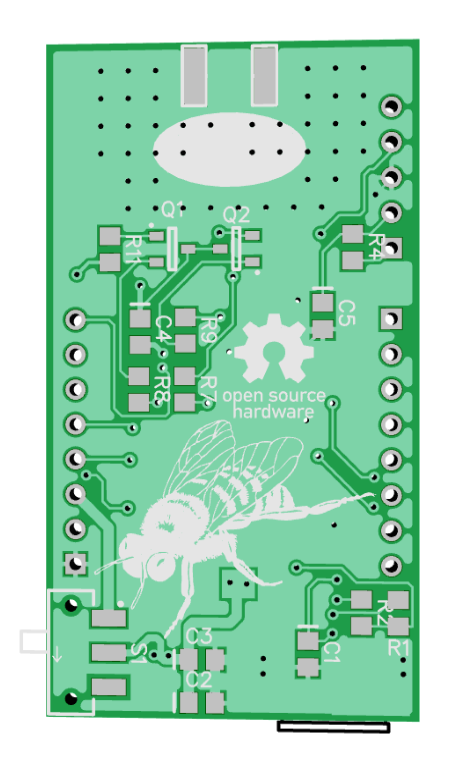 Q1 Q2
R11
R4
C5
C4 R9
R8 R7
open source
hardware
R2
S1 C3 C1 R1
C2